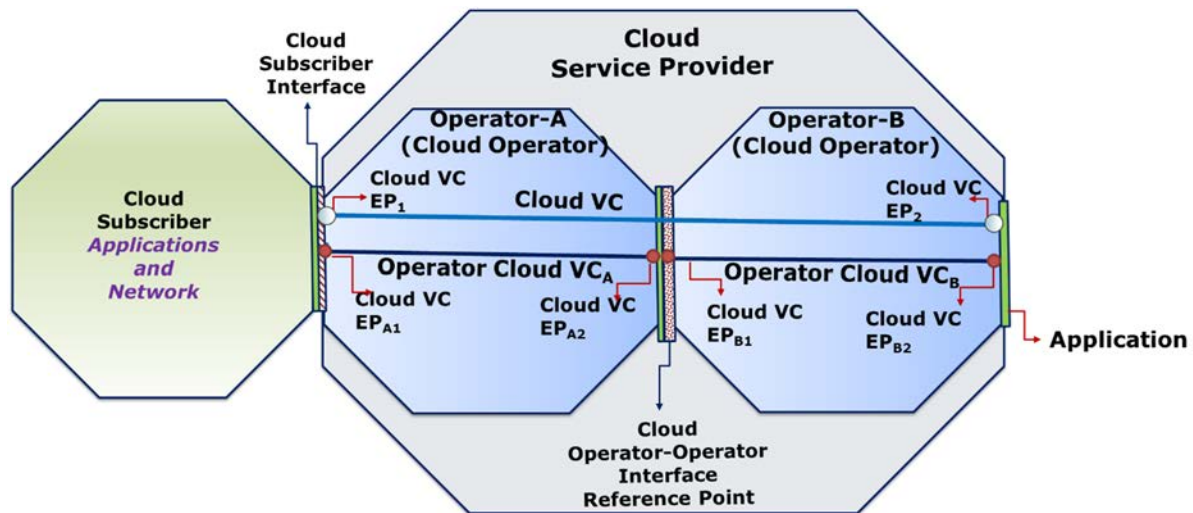 Cloud
Subscriber
Interface
Cloud
Service Provider
Operator-A
(Cloud Operator)
Operator-B
(Cloud Operator)
Cloud VC
EP1
Cloud VC
Cloud VC
EP2
Cloud
Subscriber
Applications
and
Network
Operator Cloud VCA
Operator Cloud VCB
Cloud VC
EPA1
Cloud VC
EPA2
Cloud VC
EPB1
Cloud VC
EPB2
Application
Cloud
Operator-Operator
Interface
Reference Point